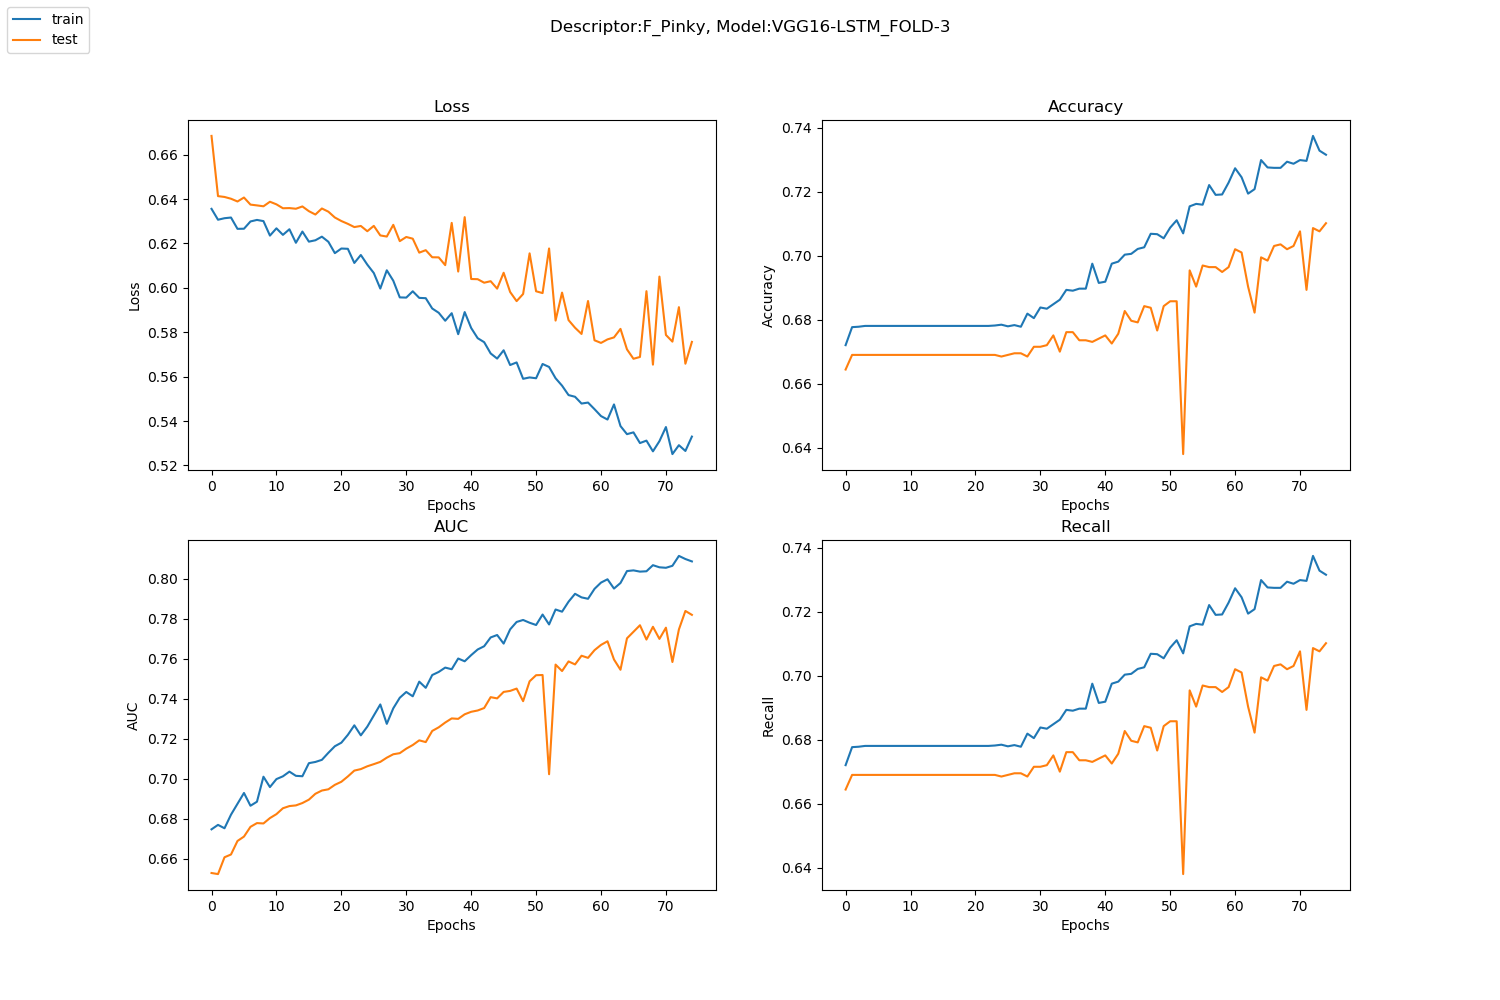 train
test
Descriptor:F_Pinky, Model:VGG16-LSTM_FOLD-3
Loss
Loss
0.66
0.64
0.62
0.60
0.58
0.56
0.54
0.52
0 10 20 30 40 50 60 70
Epochs
Accuracy
Accuracy
0.74
0.72
0.70
0.68
0.66
0.64
0 10 20 30 40 50 60 70
Epochs
AUC
AUC
0.80
0.78
0.76
0.74
0.72
0.70
0.68
0.66
0 10 20 30 40 50 60 70
Epochs
Recall
Recall
0.74
0.72
0.70
0.68
0.66
0.64
0 10 20 30 40 50 60 70
Epochs